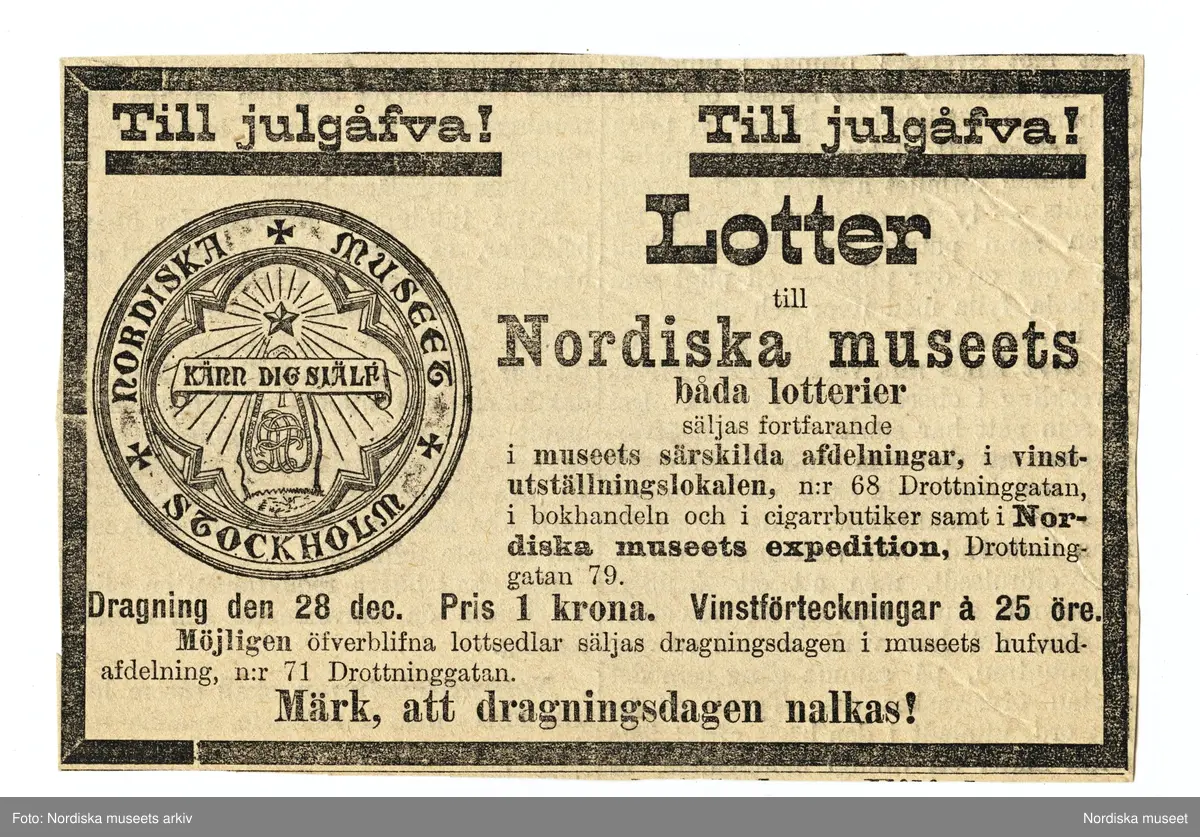 Till julgåfva!
Till julgåfva!
NORDISKA MUSEET
KÄNN DIG SJÄLF
STOCKHOLM
Lotter
till
Nordiska museets
båda lotterier
säljas fortfarande
i museets särskilda afdelningar, i vinst-
utställningslokalen, n:r 68 Drottninggatan,
i bokhandeln och i cigarrbutiker samt i Nor-
diska museets expedition, Drottning-
gatan 79.
Dragning den 28 dec. Pris 1 krona. Vinstförteckningar à 25 öre.
Möjligen öfverblifna lottsedlar säljas dragningsdagen i museets hufvud-
afdelning, n:r 71 Drottninggatan.
Märk, att dragningsdagen nalkas!
Foto: Nordiska museets arkiv
Nordiska museet